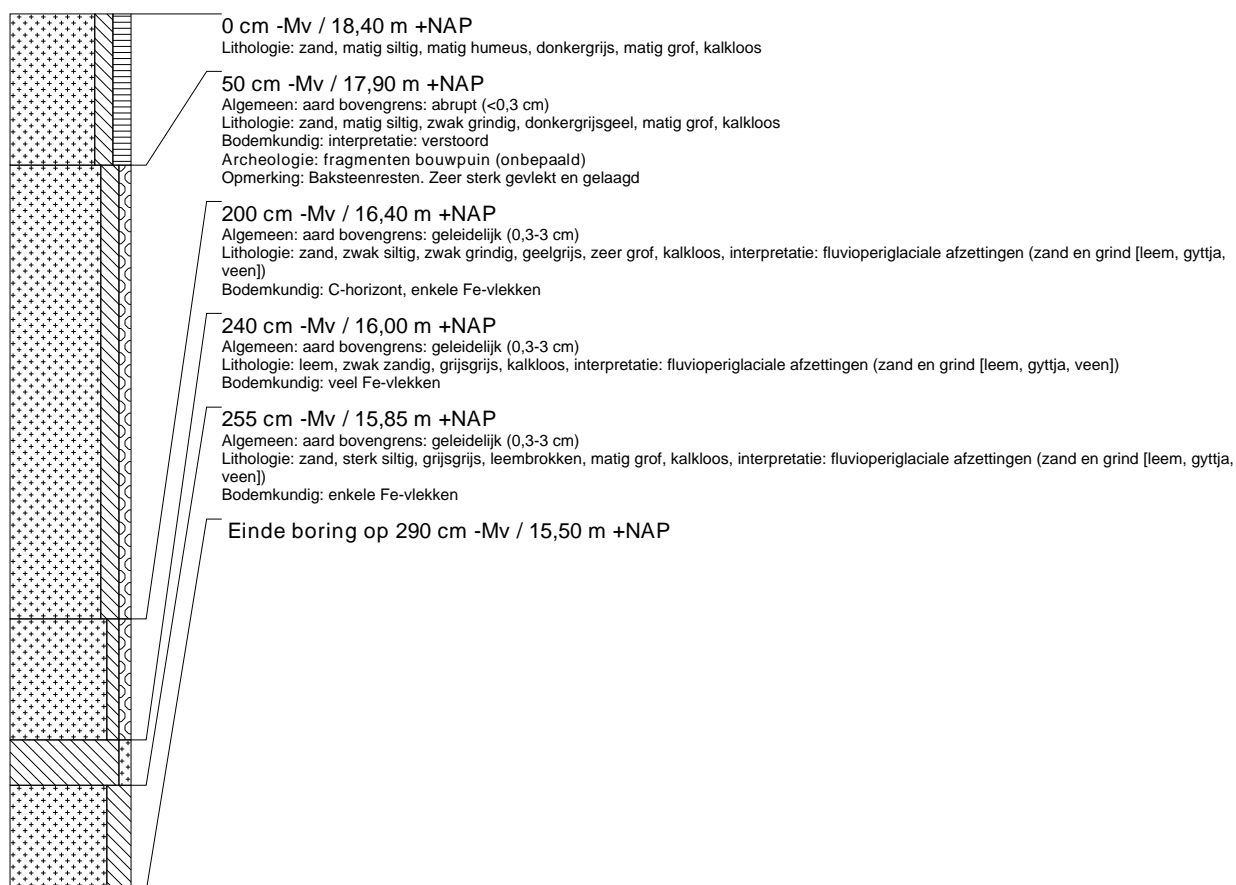 0 cm -Mv / 18,40 m +NAP
Lithologie: zand, matig siltig, matig humeus, donkergrijs, matig grof, kalkloos
50 cm -Mv / 17,90 m +NAP
Algemeen: aard bovengrens: abrupt (<0,3 cm)
Lithologie: zand, matig siltig, zwak grindig, donkergrijsgeel, matig grof, kalkloos
Bodemkundig: interpretatie: verstoord
Archeologie: fragmenten bouwpuin (onbepaald)
Opmerking: Baksteenresten. Zeer sterk gevlekt en gelaagd
200 cm -Mv / 16,40 m +NAP
Algemeen: aard bovengrens: geleidelijk (0,3-3 cm)
Lithologie: zand, zwak siltig, zwak grindig, geelgrijs, zeer grof, kalkloos, interpretatie: fluvioperiglaciale afzettingen (zand en grind [leem, gyttja,
veen])
Bodemkundig: C-horizont, enkele Fe-vlekken
240 cm -Mv / 16,00 m +NAP
Algemeen: aard bovengrens: geleidelijk (0,3-3 cm)
Lithologie: leem, zwak zandig, grijsgrijs, kalkloos, interpretatie: fluvioperiglaciale afzettingen (zand en grind [leem, gyttja, veen])
Bodemkundig: veel Fe-vlekken
255 cm -Mv / 15,85 m +NAP
Algemeen: aard bovengrens: geleidelijk (0,3-3 cm)
Lithologie: zand, sterk siltig, grijsgrijs, leembrokken, matig grof, kalkloos, interpretatie: fluvioperiglaciale afzettingen (zand en grind [leem, gyttja,
veen])
Bodemkundig: enkele Fe-vlekken
Einde boring op 290 cm -Mv / 15,50 m +NAP